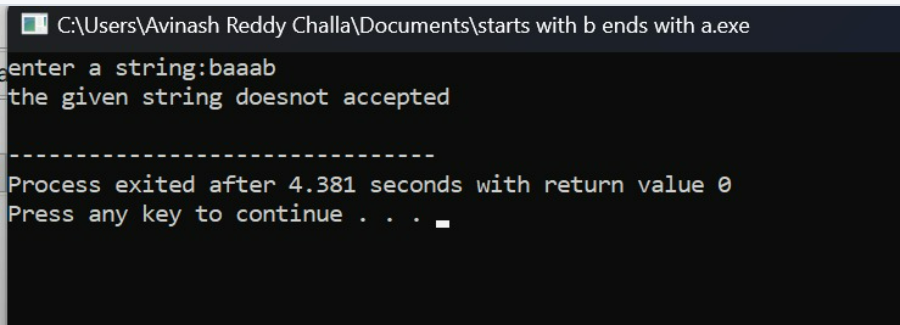 C:\Users\Avinash Reddy Challa\Documents\starts with b ends with a.exe
enter a string:baaab
the given string doesnot accepted
--------------------------------
Process exited after 4.381 seconds with return value 0
Press any key to continue . . .